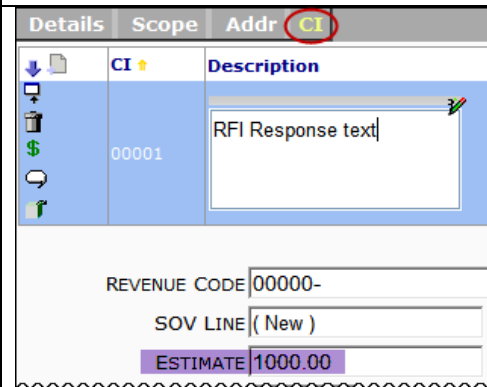 Details Scope Addr CI
CI Description
$
00001 RFI Response text
REVENUE CODE 00000-
SOV LINE ( New )
ESTIMATE 1000.00